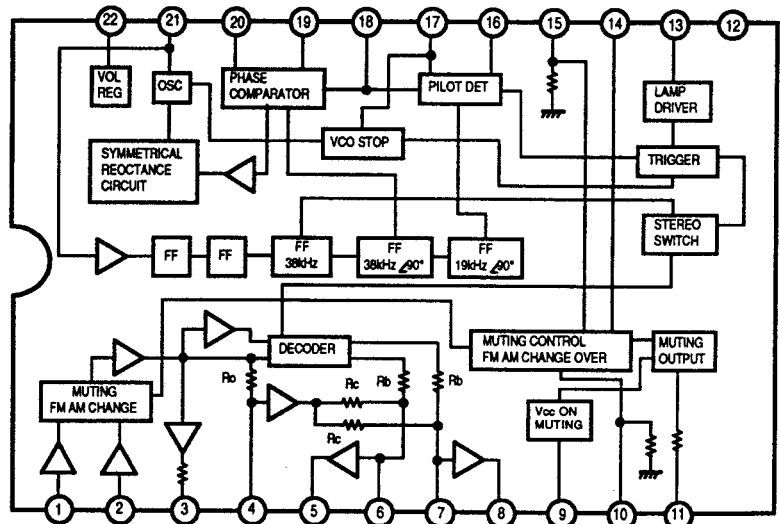 22 21 20 19 18 17 16 15 14 13 12
VOL
REG
OSC
PHASE
COMPARATOR
PILOT DET
LAMP
DRIVER
VCO STOP
SYMMETRICAL
REOCTANCE
CIRCUIT
TRIGGER
STEREO
SWITCH
FF
FF
FF
38kHz
FF
38kHz ∠90°
FF
19kHz ∠90°
DECODER
MUTING CONTROL
FM AM CHANGE OVER
MUTING
OUTPUT
MUTING
FM AM CHANGE
Ro
Rc
Rb
Rb
Rc
Vcc ON
MUTING
1 2 3 4 5 6 7 8 9 10 11